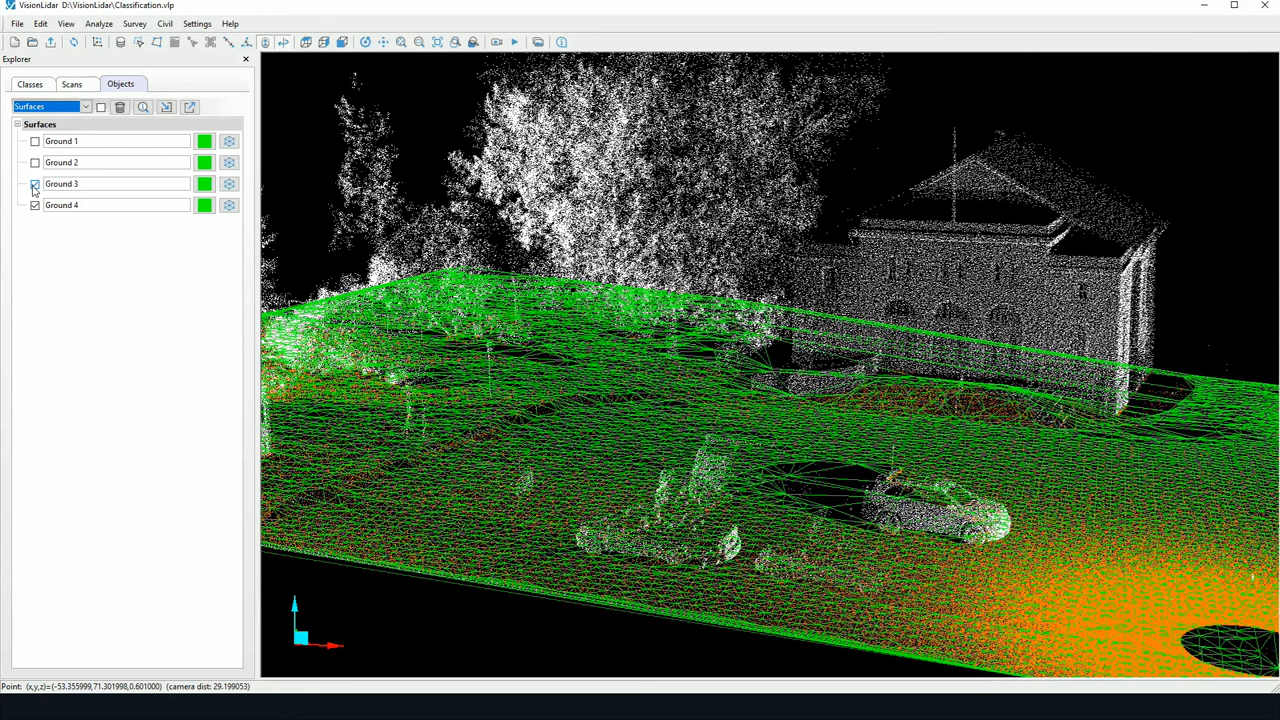 VisionLidar - D:\VisionLidar\Classification.vlp
File Edit View Analyze Survey Civil Settings Help
Explorer
Classes Scans Objects
Surfaces
Surfaces
Ground 1
Ground 2
Ground 3
Ground 4
Point: (x,y,z)=(-53.355999,71.301998,0.601000) (camera dist: 29.199053)